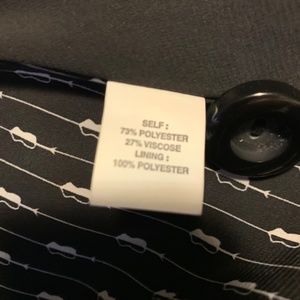 SELF :
73% POLYESTER
27% VISCOSE
LINING :
100% POLYESTER